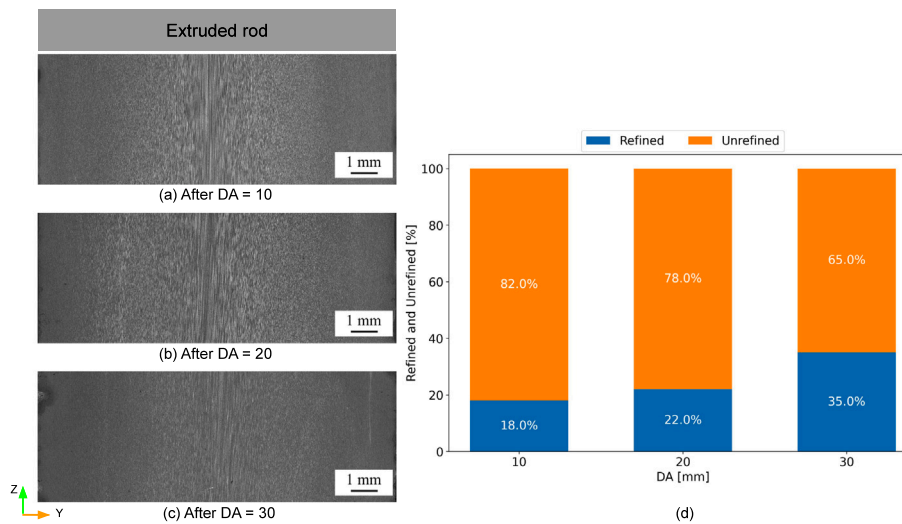 Extruded rod
1 mm
(a) After DA = 10
1 mm
(b) After DA = 20
1 mm
(c) After DA = 30
Z
Y
Refined
Unrefined
Refined and Unrefined [%]
100
80
60
40
20
0
82.0%
78.0%
65.0%
18.0%
22.0%
35.0%
10
20
30
DA [mm]
(d)